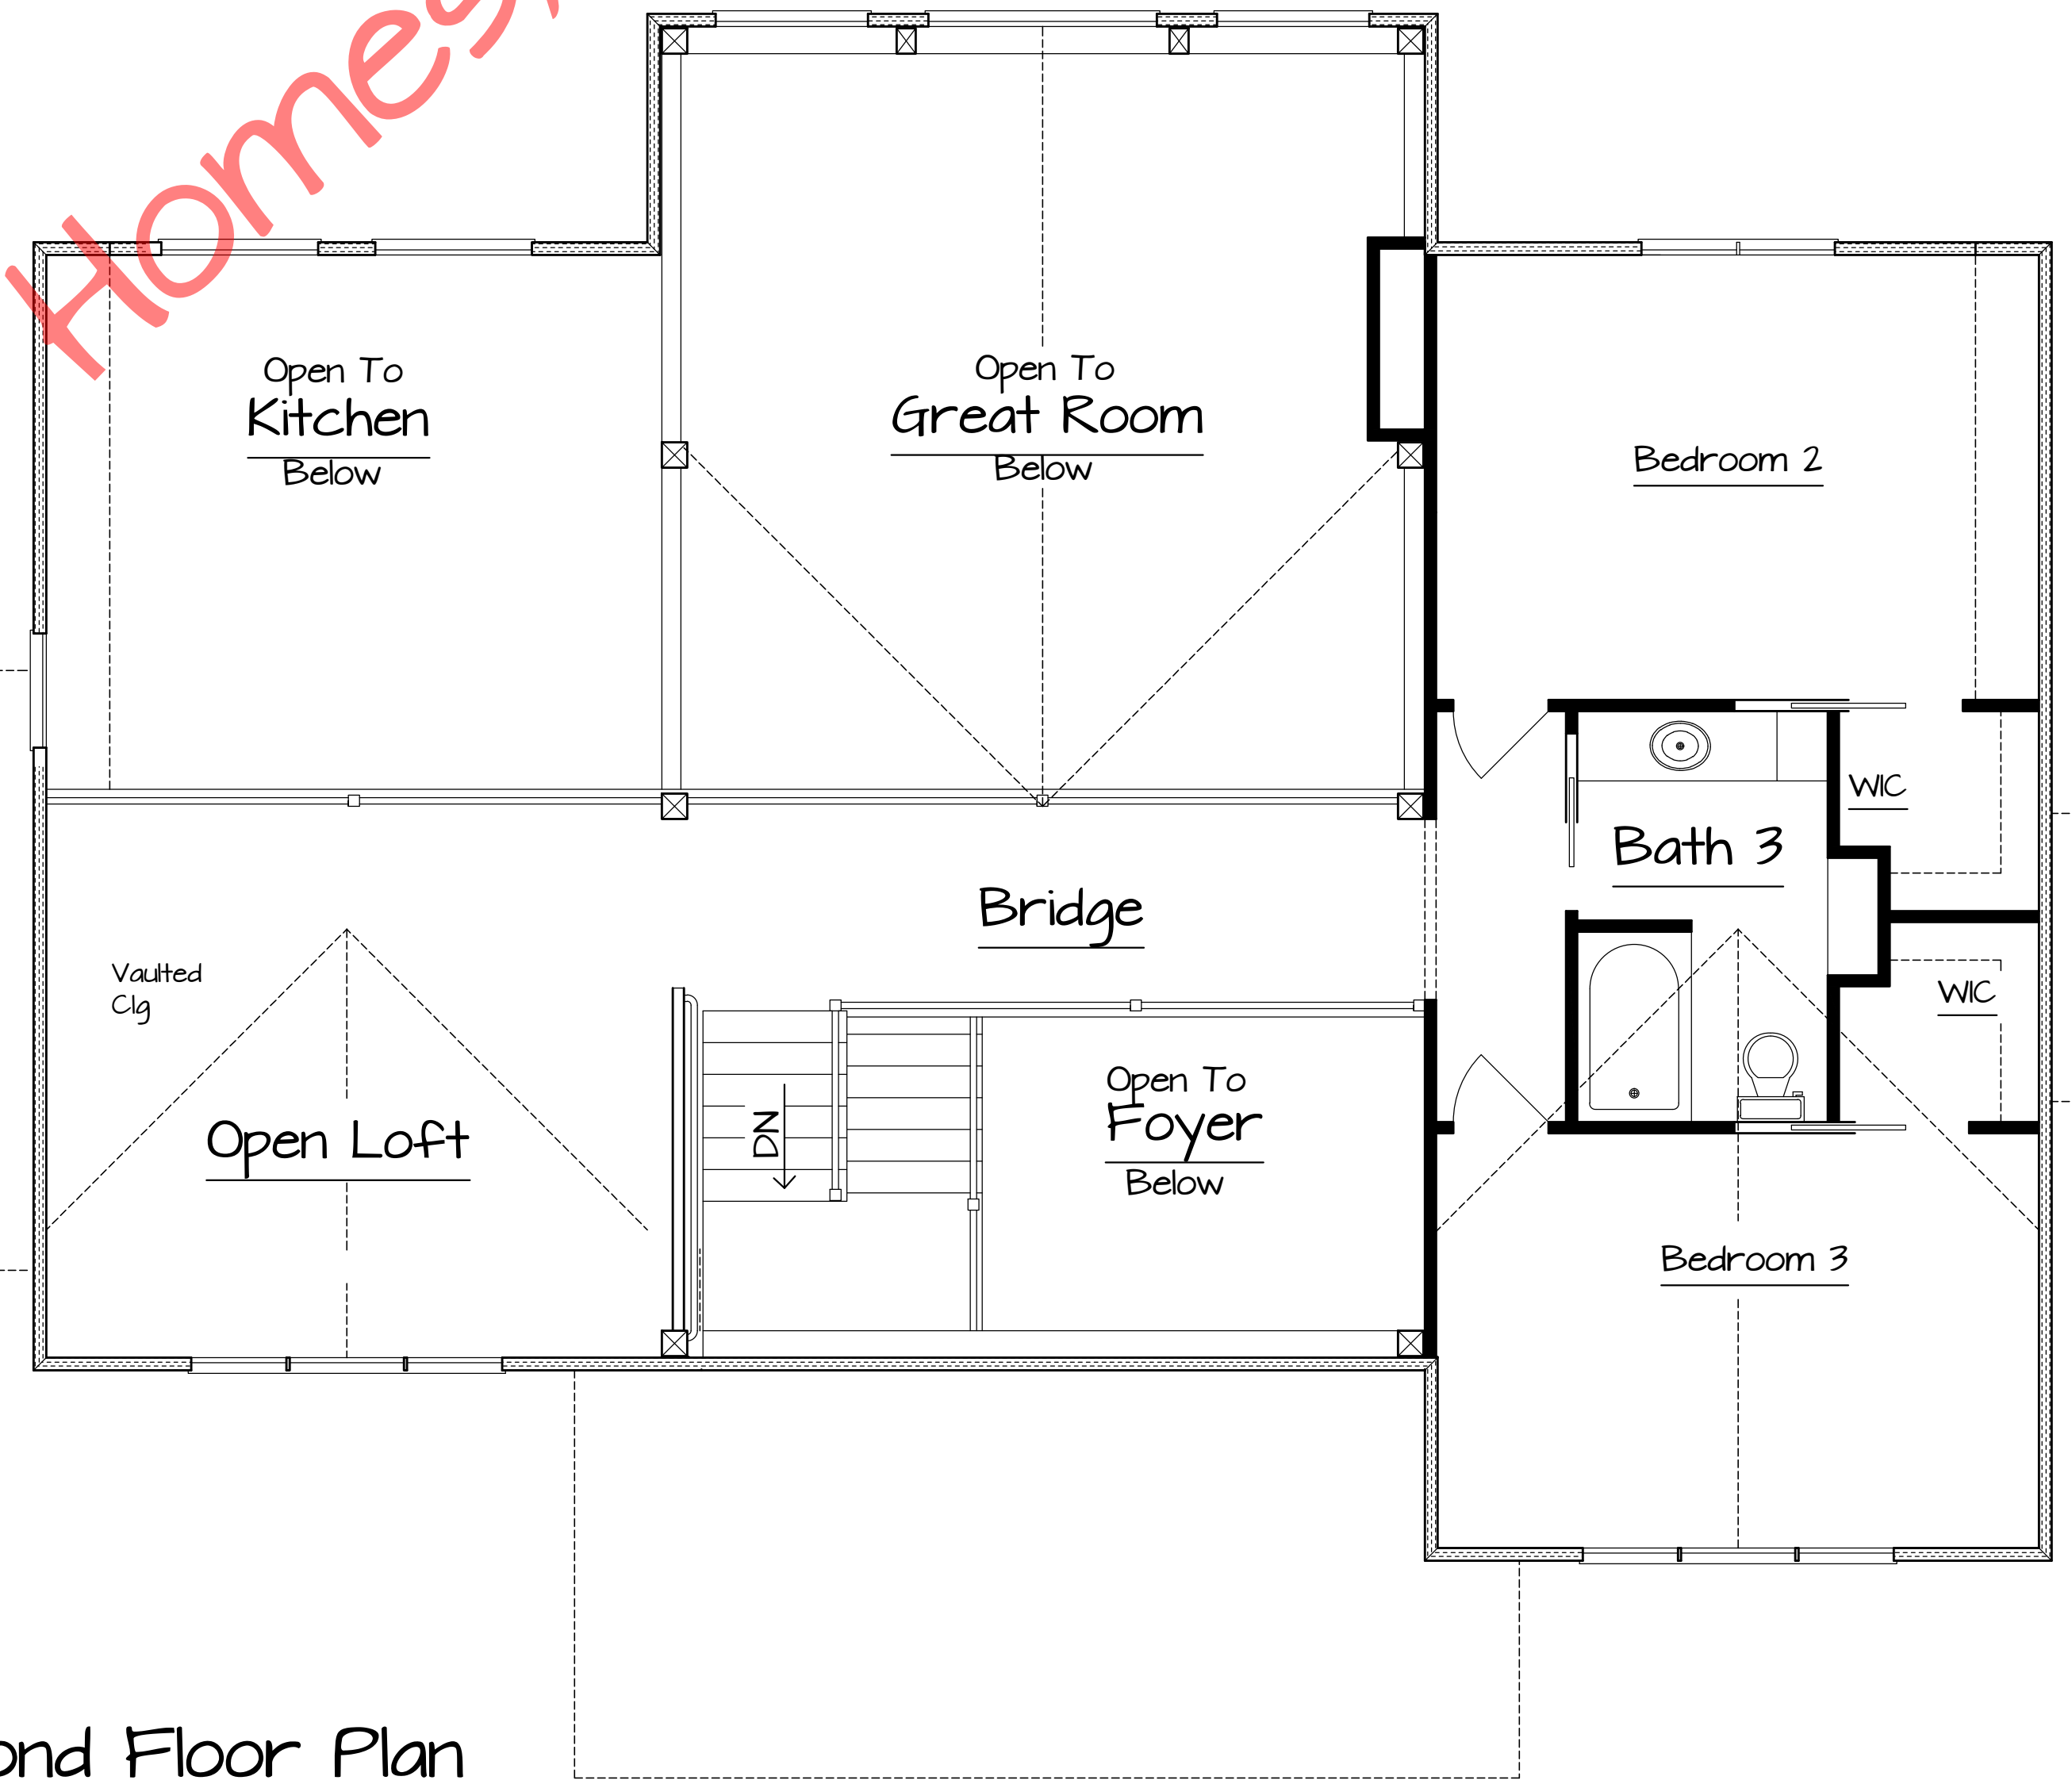 Homes
Open To
Kitchen
Below
Open To
Great Room
Below
Bedroom 2
WIC
Bath 3
Bridge
Vaulted
Clg
WIC
Open To
Foyer
Below
DN
Open Loft
Bedroom 3
ond Floor Plan